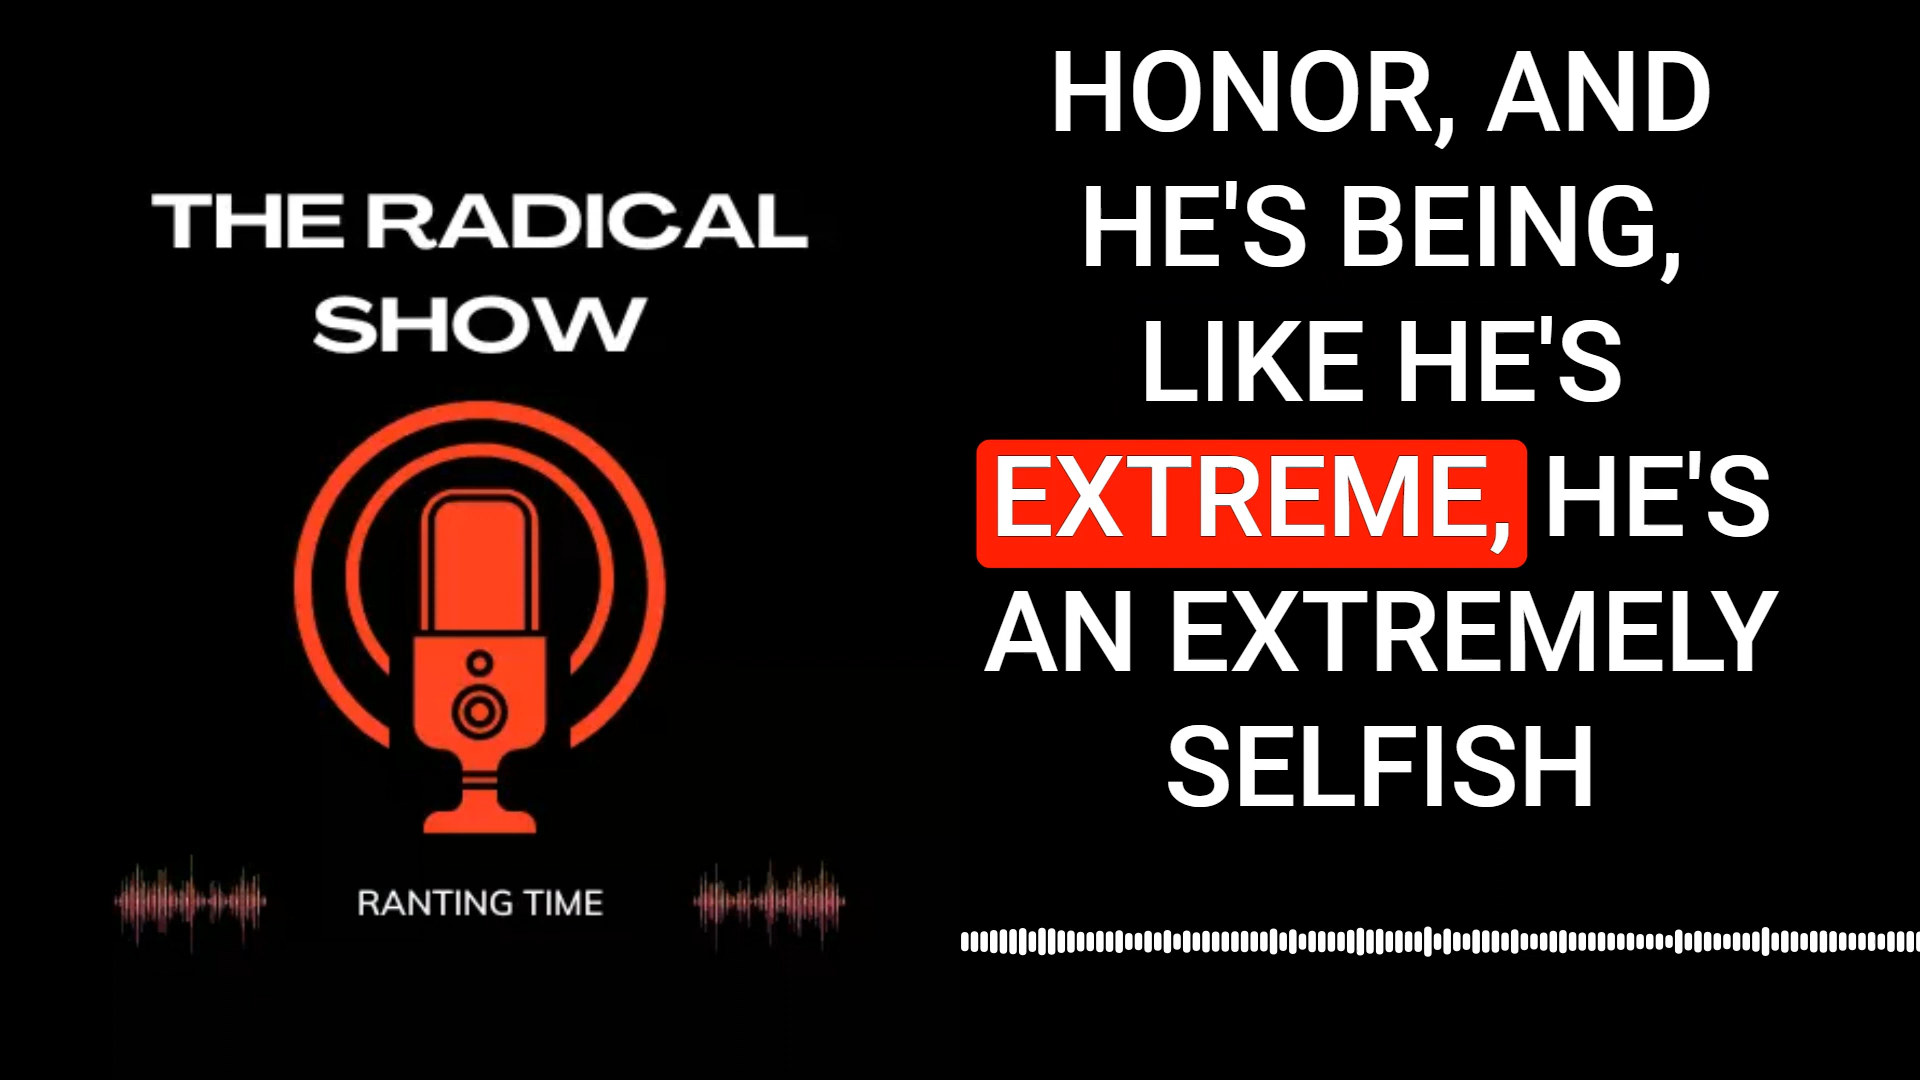 THE RADICAL
SHOW
RANTING TIME
HONOR, AND
HE'S BEING,
LIKE HE'S
EXTREME, HE'S
AN EXTREMELY
SELFISH